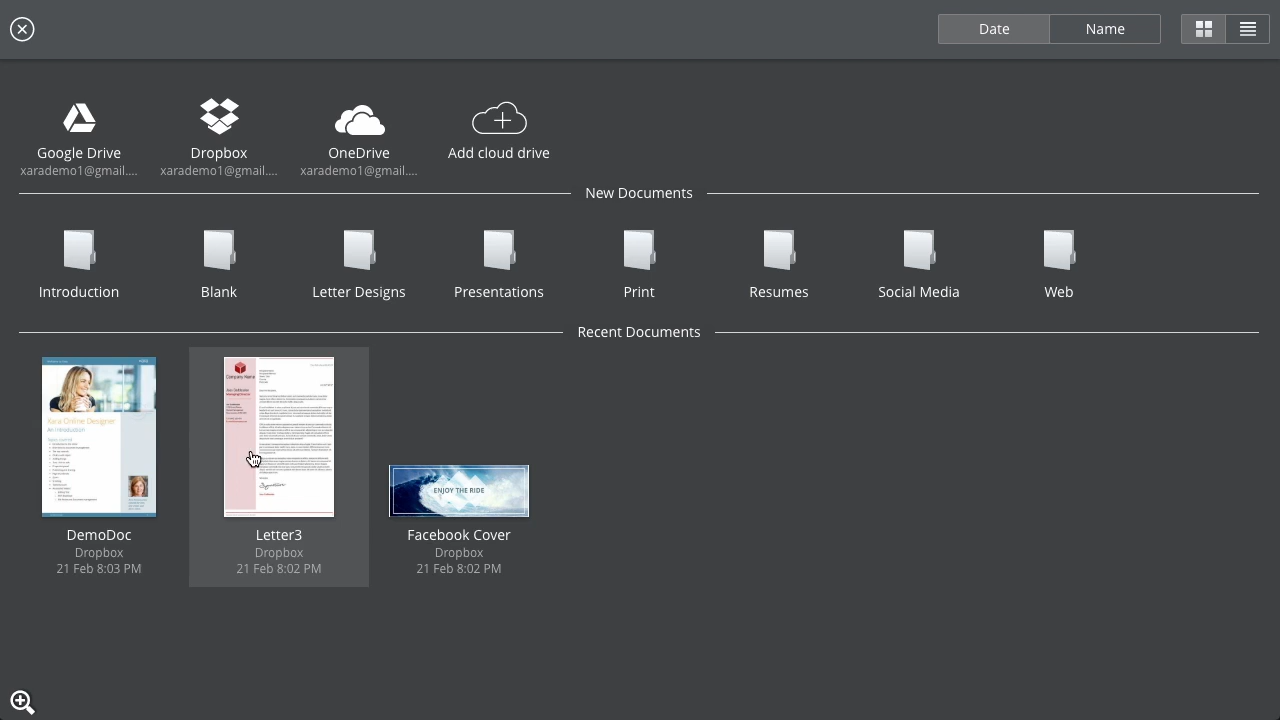 Date
Name
Google Drive
Dropbox
OneDrive
Add cloud drive
xarademo1@gmail....
xarademo1@gmail....
xarademo1@gmail....
New Documents
Introduction
Blank
Letter Designs
Presentations
Print
Resumes
Social Media
Web
Recent Documents
Xara Online Designer
An Introduction
Company Name
ENJOY THE RIDE
DemoDoc
Dropbox
21 Feb 8:03 PM
Letter3
Dropbox
21 Feb 8:02 PM
Facebook Cover
Dropbox
21 Feb 8:02 PM